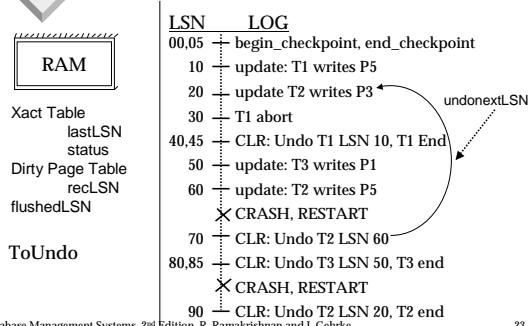 LSN LOG
00,05 begin_checkpoint, end_checkpoint
RAM
10 update: T1 writes P5
20 update T2 writes P3
undonextLSN
Xact Table
30 T1 abort
lastLSN
40,45 CLR: Undo T1 LSN 10, T1 End
status
Dirty Page Table
50 update: T3 writes P1
recLSN
60 update: T2 writes P5
flushedLSN
CRASH, RESTART
70 CLR: Undo T2 LSN 60
ToUndo
80,85 CLR: Undo T3 LSN 50, T3 end
CRASH, RESTART
90 CLR: Undo T2 LSN 20, T2 end
Management Systems, 2nd Edition. R. Ramakrishnan and J. Gehrke 23